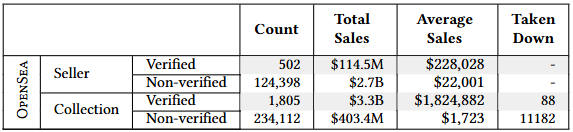 Count Total Sales Average Sales Taken Down
OpenSea Seller Verified 502 $114.5M $228,028 -
Non-verified 124,398 $2.7B $22,001 -
Collection Verified 1,805 $3.3B $1,824,882 88
Non-verified 234,112 $403.4M $1,723 11182